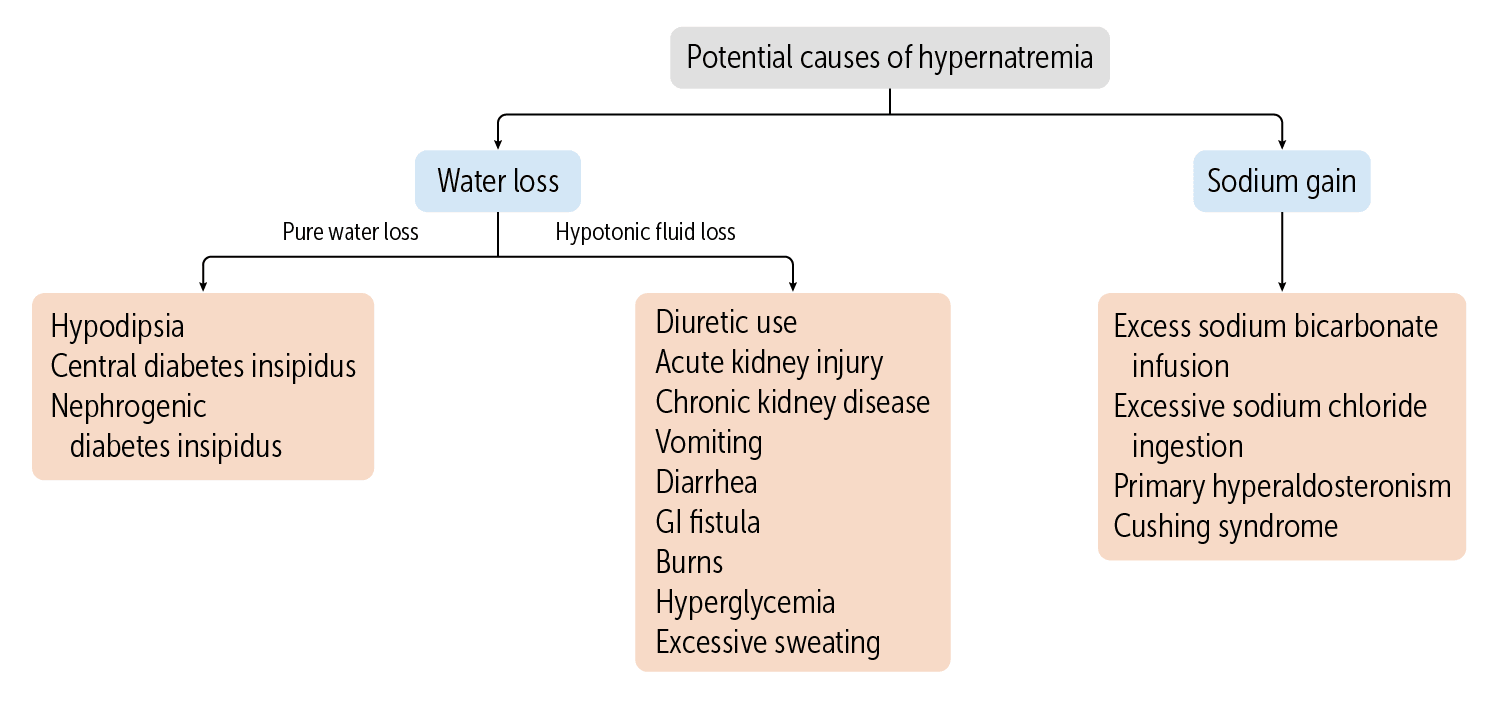 Potential causes of hypernatremia
Water loss
Sodium gain
Pure water loss
Hypotonic fluid loss
Hypodipsia
Central diabetes insipidus
Nephrogenic
diabetes insipidus
Diuretic use
Acute kidney injury
Chronic kidney disease
Vomiting
Diarrhea
GI fistula
Burns
Hyperglycemia
Excessive sweating
Excess sodium bicarbonate
infusion
Excessive sodium chloride
ingestion
Primary hyperaldosteronism
Cushing syndrome